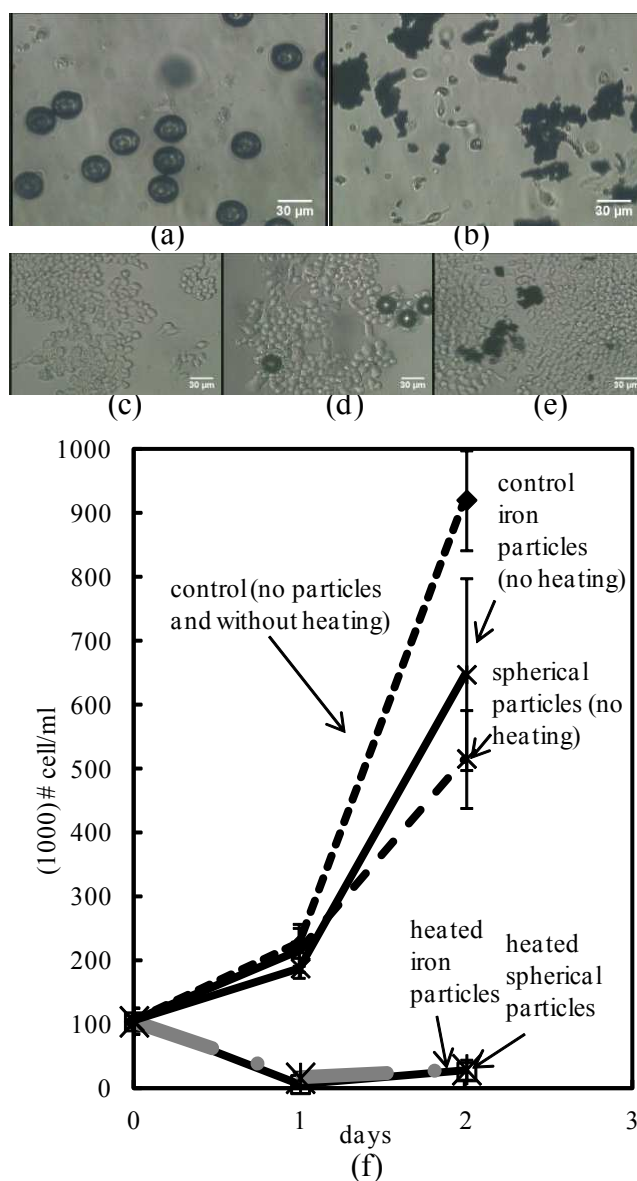 30 µm
30 µm
(a)
(b)
30 µm
30 µm
30 µm
(c)
(d)
(e)
1000
900
800
700
600
500
400
300
200
100
0
(1000) # cell/ml
control
iron
particles
(no heating)
control (no particles
and without heating)
spherical
particles (no
heating)
heated
iron
particles
heated
spherical
particles
0
1
2
3
days
(f)